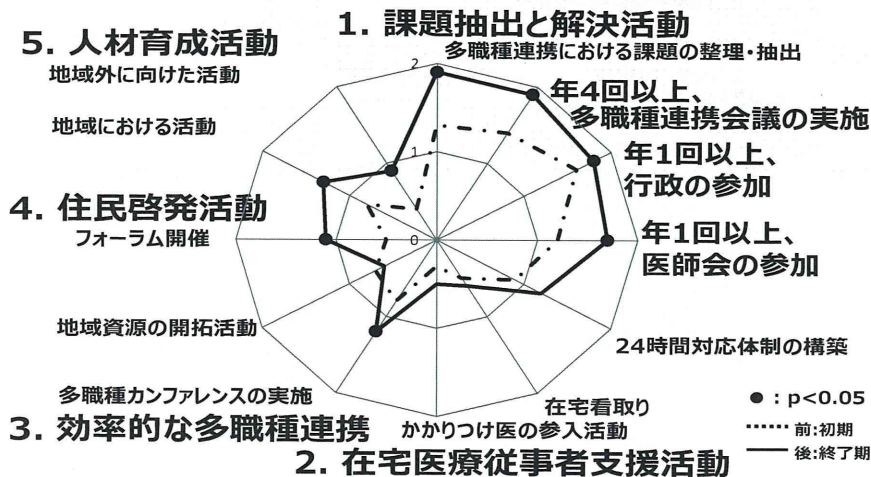 1. 課題抽出と解決活動
多職種連携における課題の整理・抽出
年4回以上、
多職種連携会議の実施
年1回以上、
行政の参加
年1回以上、
医師会の参加
24時間対応体制の構築
在宅看取り
かかりつけ医の参入活動
2. 在宅医療従事者支援活動
多職種カンファレンスの実施
3. 効率的な多職種連携
地域資源の開拓活動
フォーラム開催
4. 住民啓発活動
地域における活動
地域外に向けた活動
5. 人材育成活動
2
1
0
● : p<0.05
前:初期
後:終了期